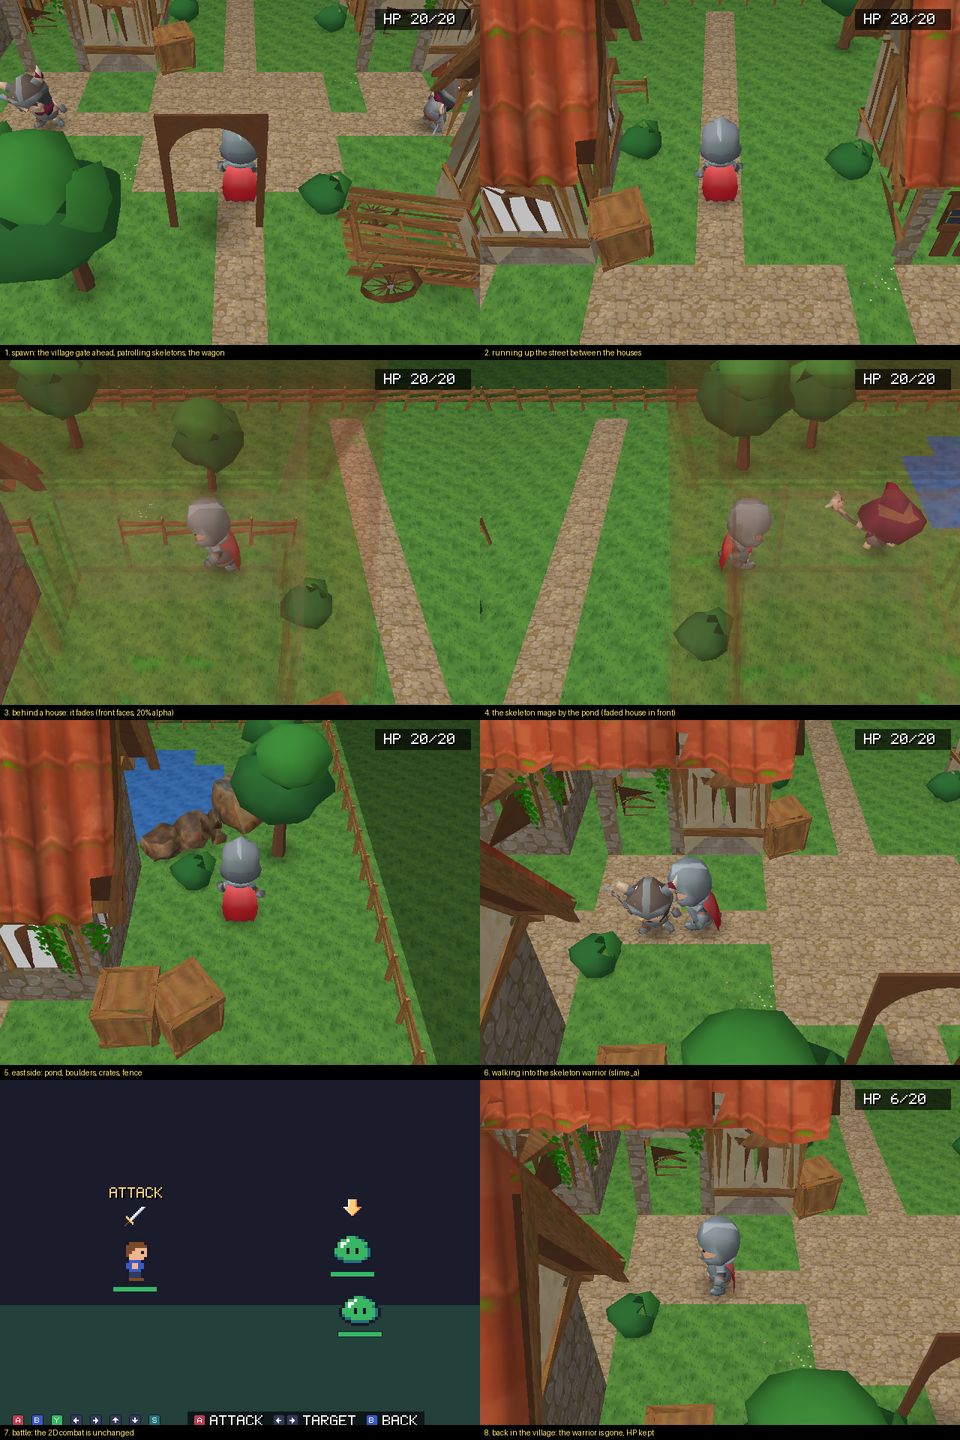 HP 20/20
HP 20/20
1. spawn: the village gate ahead, patrolling skeletons, the wagon
2. running up the street between the houses
HP 20/20
HP 20/20
3. behind a house: it fades (front faces, 20% alpha)
4. the skeleton mage by the pond (faded house in front)
HP 20/20
HP 20/20
5. east side: pond, boulders, crates, fence
6. walking into the skeleton warrior (slime_a)
HP 6/20
ATTACK
A B Y ← → ↑ ↓ S
A ATTACK ← → TARGET B BACK
7. battle: the 2D combat is unchanged
8. back in the village: the warrior is gone, HP kept